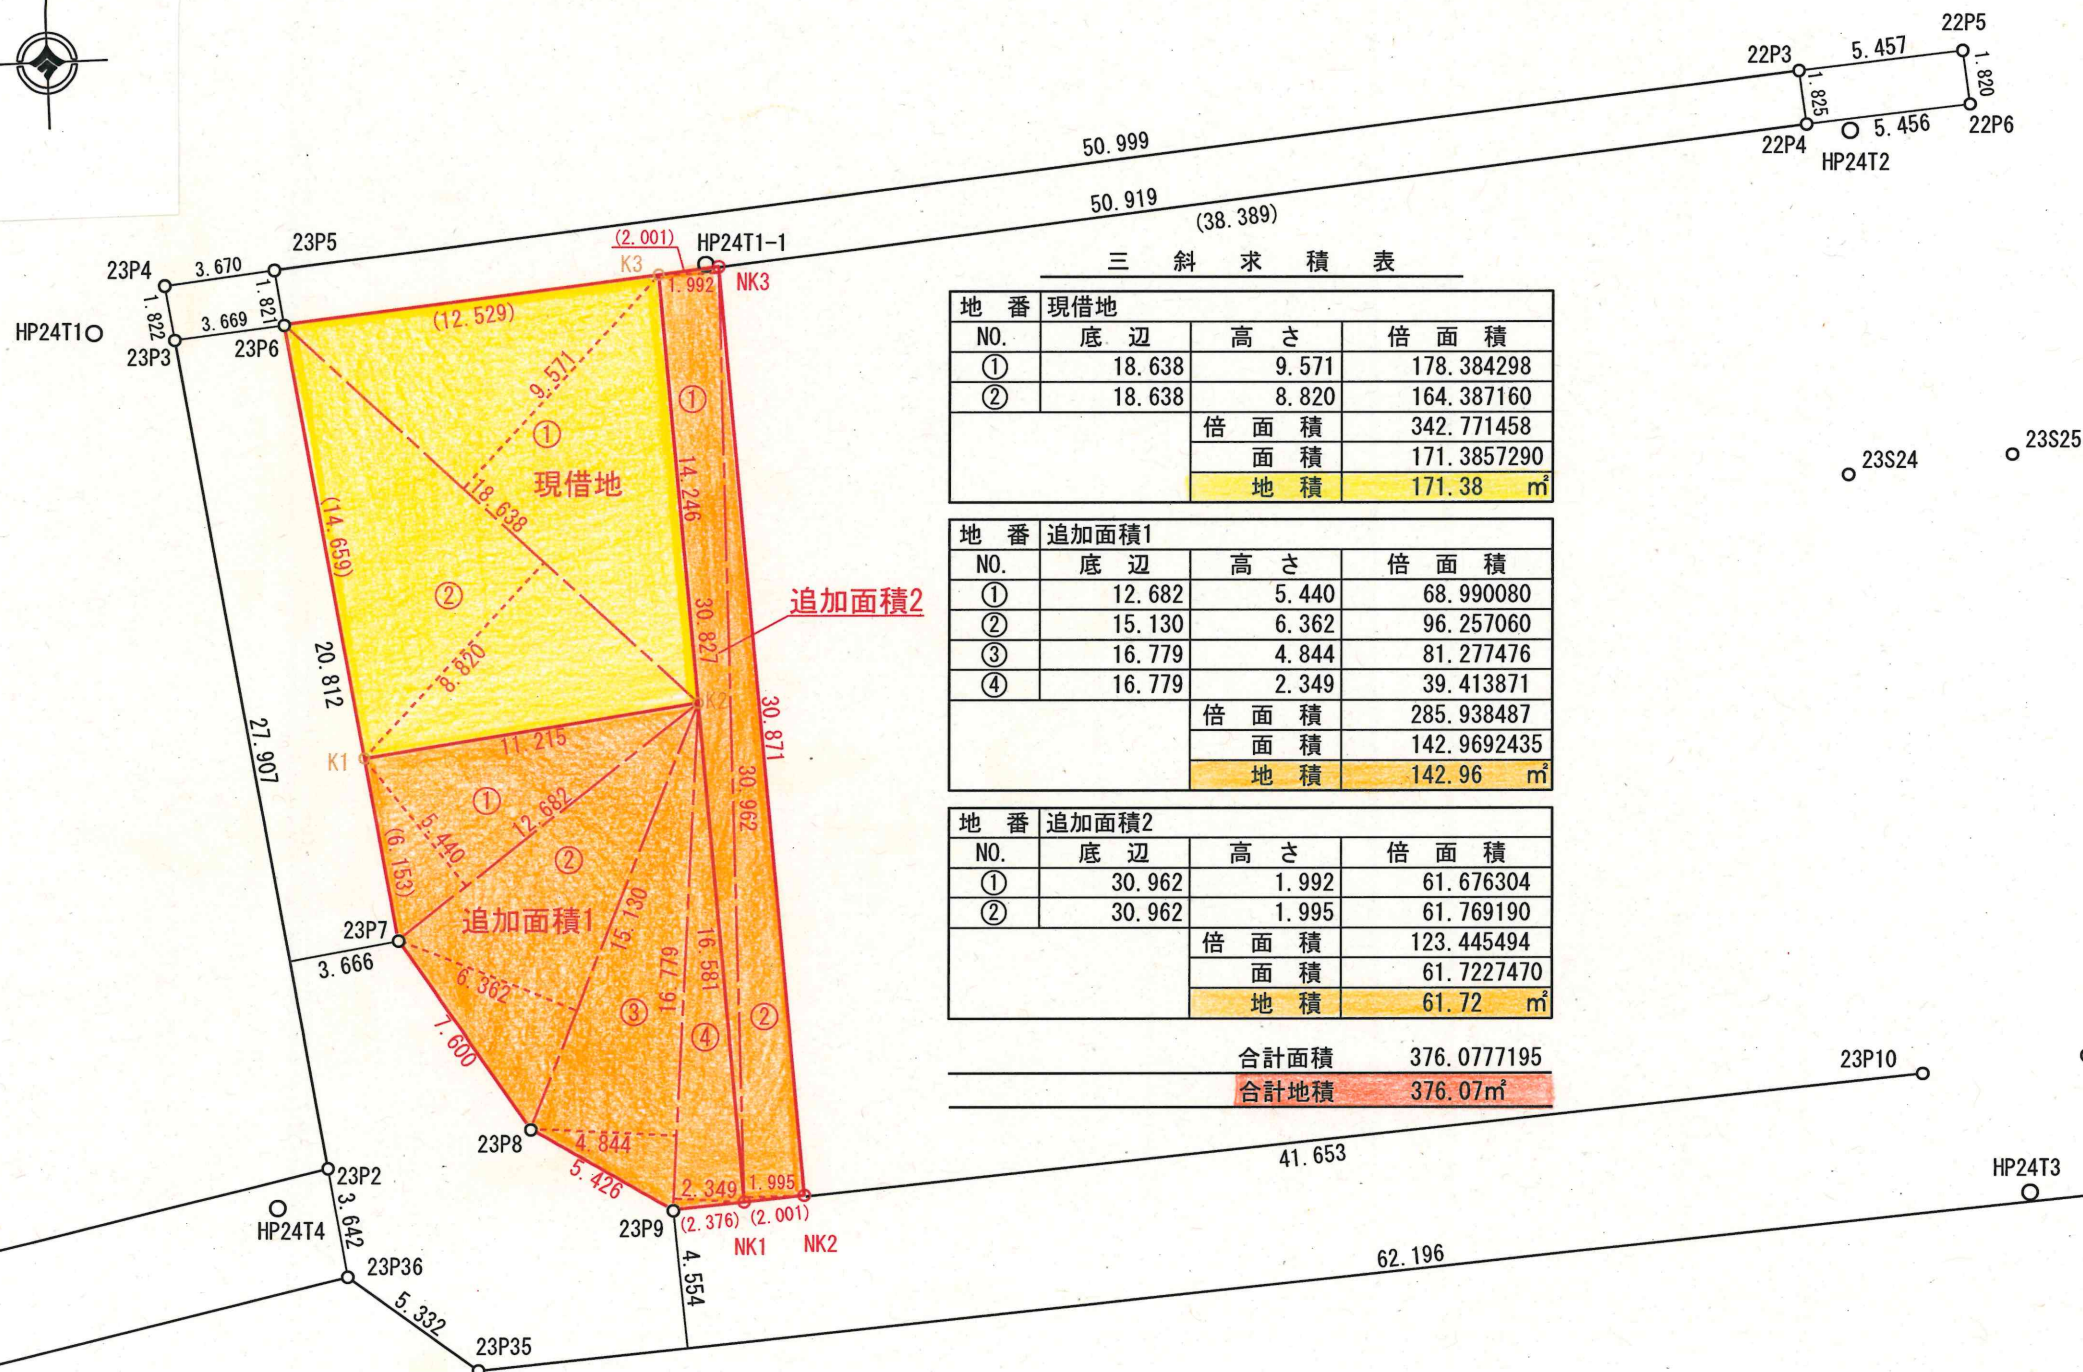 22P5
22P3
5.457
1.820
1.825
5.456
22P6
22P4
HP24T2
50.999
50.919
(38.389)
23P5
(2.001)
HP24T1-1
K3
NK3
1.992
23P4
3.670
1.821
1.822
3.669
HP24T1
23P3
23P6
(12.529)
9.571
①
①
現借地
18.638
14.246
(14.659)
②
8.820
30.827
追加面積2
20.812
27.907
K1
K2
11.215
30.871
30.962
①
12.682
5.440
(6.153)
②
追加面積1
15.130
23P7
3.666
6.362
16.779
16.581
③
④
②
7.600
23P8
4.844
5.426
2.349
1.995
23P9
(2.376)
(2.001)
NK1
NK2
4.554
23P2
3.642
HP24T4
23P36
5.332
23P35
62.196
41.653
23P10
HP24T3
23S24
23S25
三斜求積表
地番 現借地
NO. 底辺 高さ 倍面積
① 18.638 9.571 178.384298
② 18.638 8.820 164.387160
倍面積 342.771458
面積 171.3857290
地積 171.38 ㎡
地番 追加面積1
NO. 底辺 高さ 倍面積
① 12.682 5.440 68.990080
② 15.130 6.362 96.257060
③ 16.779 4.844 81.277476
④ 16.779 2.349 39.413871
倍面積 285.938487
面積 142.9692435
地積 142.96 ㎡
地番 追加面積2
NO. 底辺 高さ 倍面積
① 30.962 1.992 61.676304
② 30.962 1.995 61.769190
倍面積 123.445494
面積 61.7227470
地積 61.72 ㎡
合計面積 376.0777195
合計地積 376.07㎡